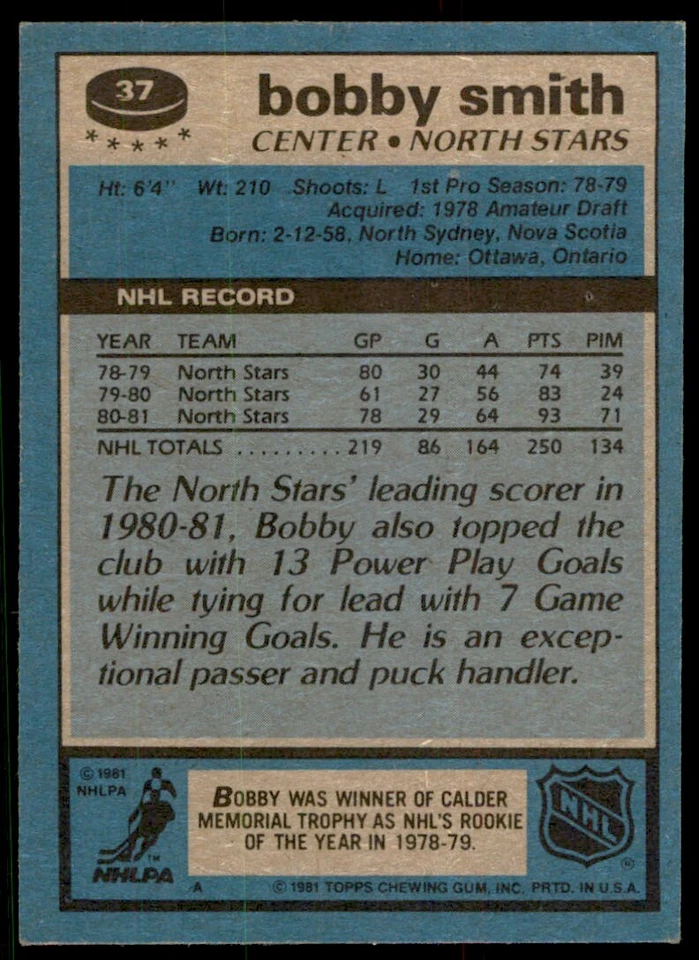 37
bobby smith
★ ★ ★ ★ ★
CENTER • NORTH STARS
Ht: 6'4" Wt: 210 Shoots: L 1st Pro Season: 78-79
Acquired: 1978 Amateur Draft
Born: 2-12-58, North Sydney, Nova Scotia
Home: Ottawa, Ontario
NHL RECORD
YEAR TEAM GP G A PTS PIM
78-79 North Stars 80 30 44 74 39
79-80 North Stars 61 27 56 83 24
80-81 North Stars 78 29 64 93 71
NHL TOTALS ......... 219 86 164 250 134
The North Stars' leading scorer in
1980-81, Bobby also topped the
club with 13 Power Play Goals
while tying for lead with 7 Game
Winning Goals. He is an excep-
tional passer and puck handler.
© 1981
NHLPA
TM
NHLPA
BOBBY WAS WINNER OF CALDER
MEMORIAL TROPHY AS NHL'S ROOKIE
OF THE YEAR IN 1978-79.
NHL
®
A © 1981 TOPPS CHEWING GUM, INC. PRTD. IN U.S.A.